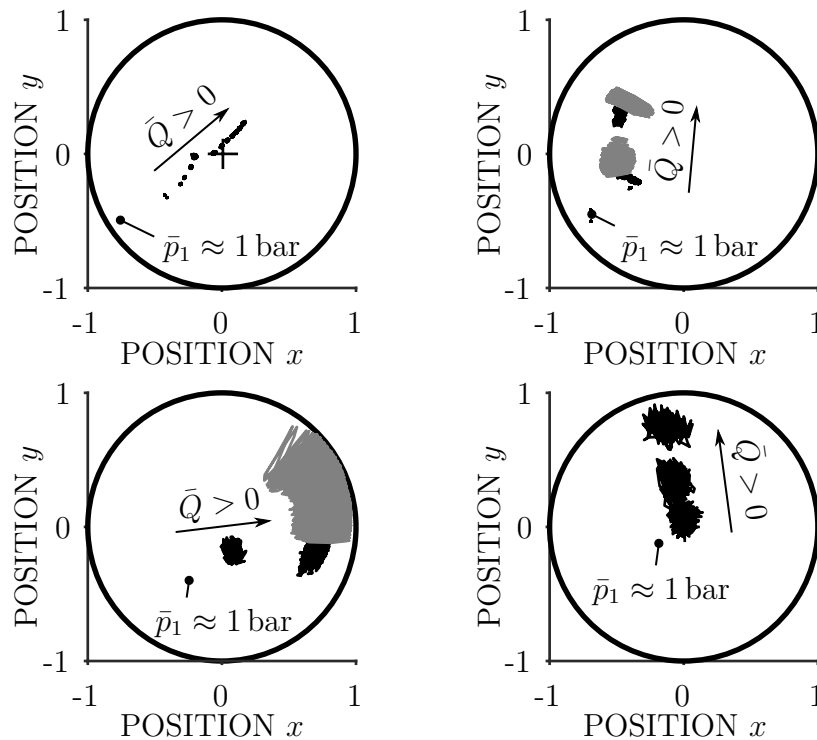 1
POSITION y
Q̄ > 0
0
p̄₁ ≈ 1 bar
-1
-1
0
1
POSITION x
1
POSITION y
Q̄ > 0
0
p̄₁ ≈ 1 bar
-1
-1
0
1
POSITION x
1
POSITION y
Q̄ > 0
0
p̄₁ ≈ 1 bar
-1
-1
0
1
POSITION x
1
POSITION y
0 < Q̄
0
p̄₁ ≈ 1 bar
-1
-1
0
1
POSITION x